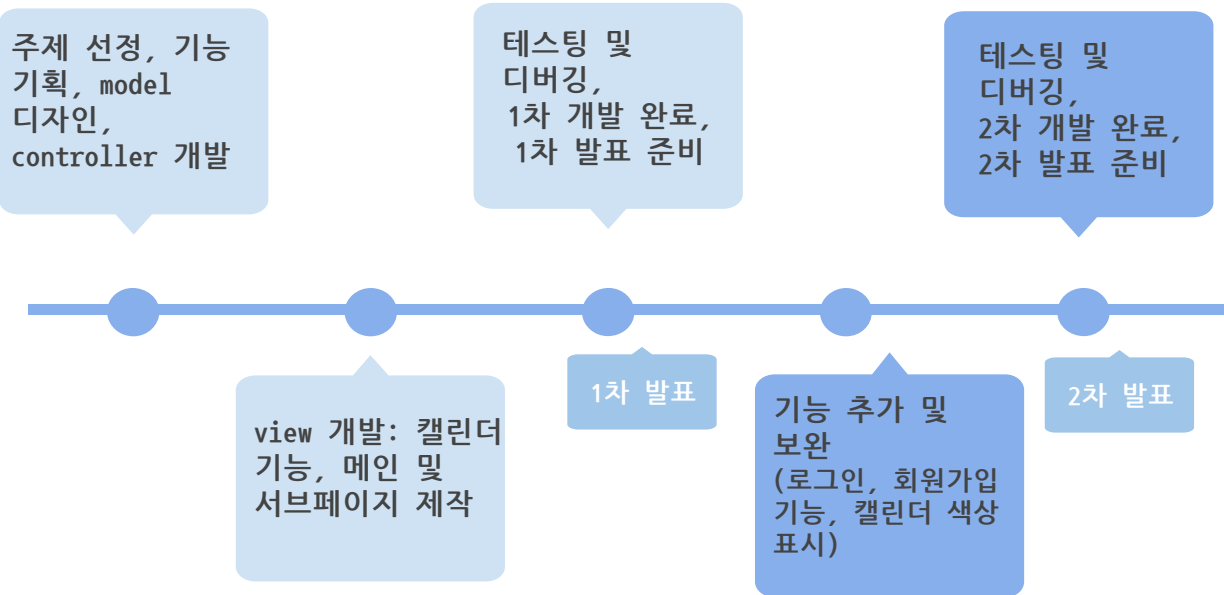 주제 선정, 기능
기획, model
디자인,
controller 개발
테스팅 및
디버깅,
1차 개발 완료,
1차 발표 준비
테스팅 및
디버깅,
2차 개발 완료,
2차 발표 준비
view 개발: 캘린더
기능, 메인 및
서브페이지 제작
1차 발표
기능 추가 및
보완
(로그인, 회원가입
기능, 캘린더 색상
표시)
2차 발표